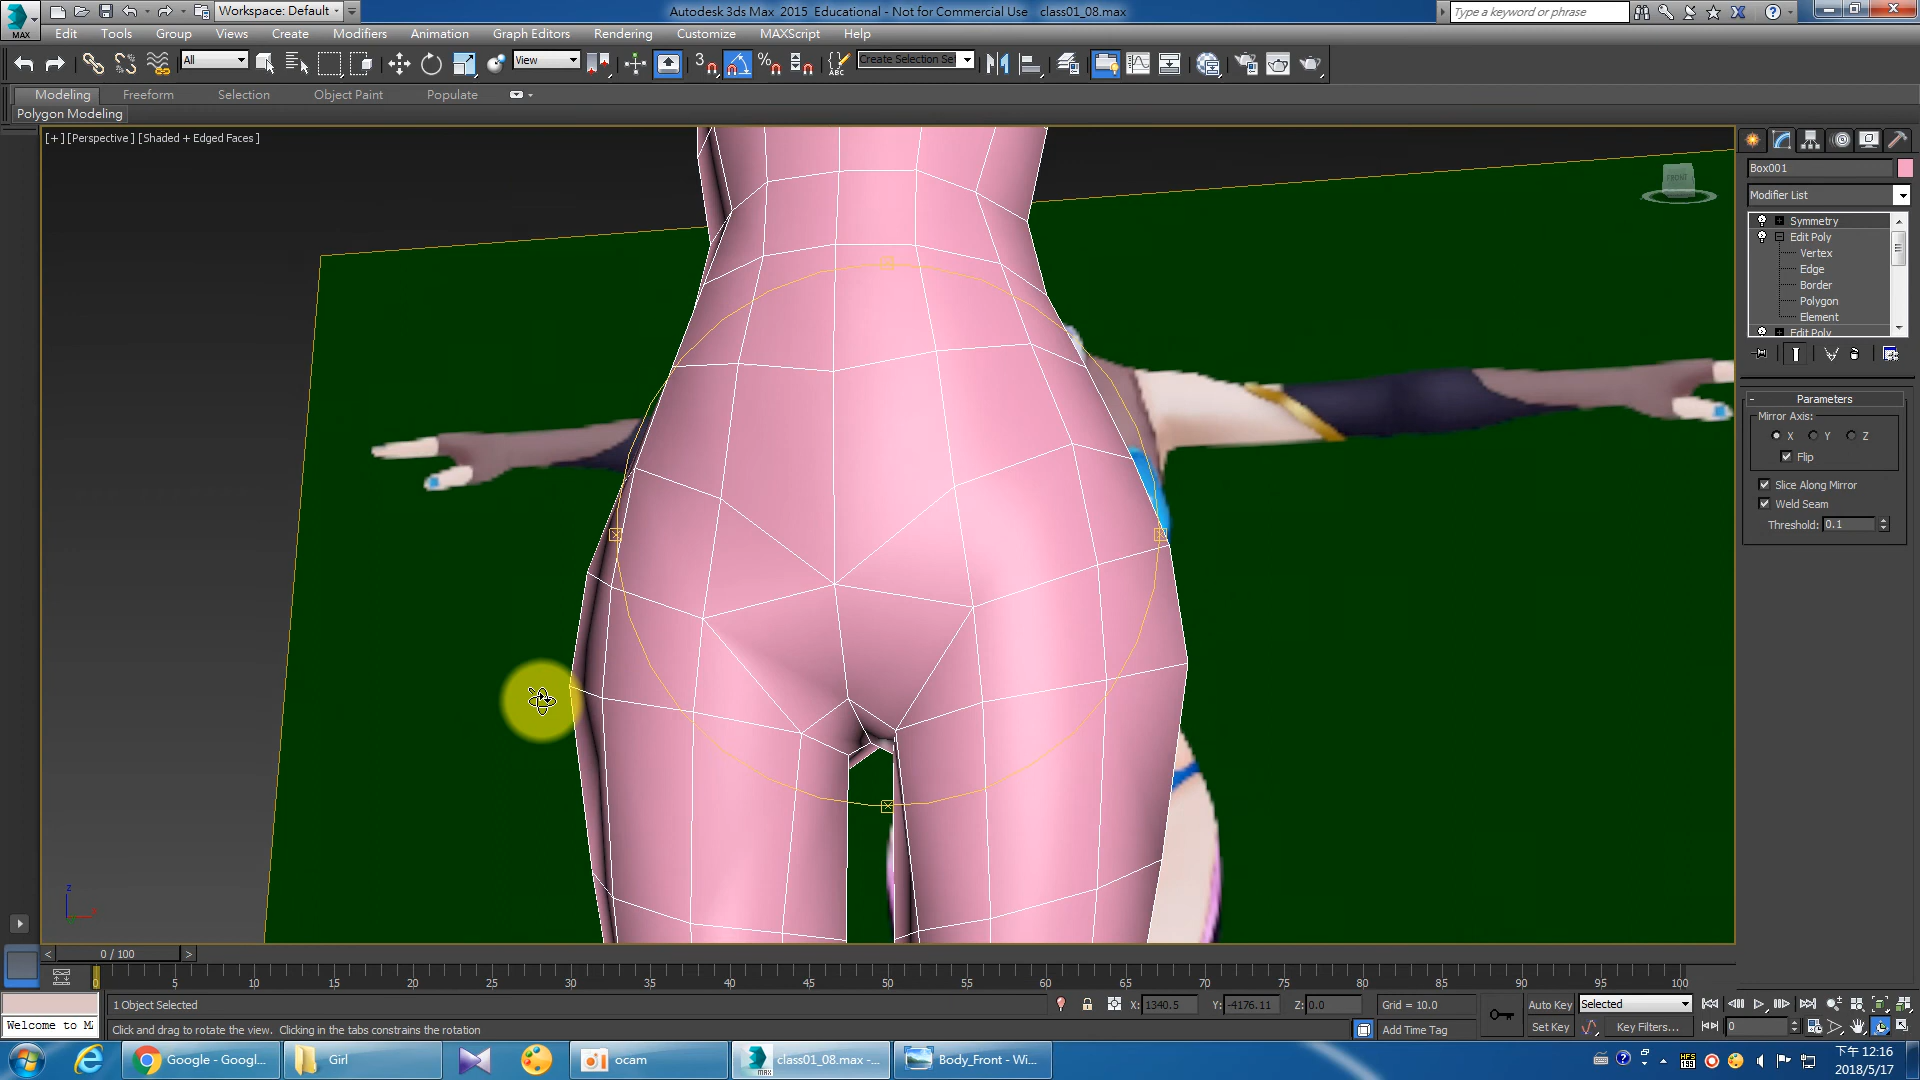 MAX
Workspace: Default
Autodesk 3ds Max 2015 Educational - Not for Commercial Use class01_08.max
Type a keyword or phrase
Edit Tools Group Views Create Modifiers Animation Graph Editors Rendering Customize MAXScript Help
All
View
3
Create Selection Se
Modeling Freeform Selection Object Paint Populate
Polygon Modeling
[+] [Perspective] [Shaded + Edged Faces]
FRONT
Box001
Modifier List
Symmetry
Edit Poly
Vertex
Edge
Border
Polygon
Element
Edit Poly
- Parameters
Mirror Axis:
X Y Z
Flip
Slice Along Mirror
Weld Seam
Threshold: 0.1
z
0 / 100
0 5 10 15 20 25 30 35 40 45 50 55 60 65 70 75 80 85 90 95 100
1 Object Selected
X: 1340.5 Y: -4176.11 Z: 0.0
Grid = 10.0
Auto Key
Selected
Welcome to M
Click and drag to rotate the view. Clicking in the tabs constrains the rotation
Add Time Tag
Set Key
Key Filters...
0
Google - Googl...
Girl
ocam
class01_08.max -...
Body_Front - Wi...
下午 12:16
2018/5/17